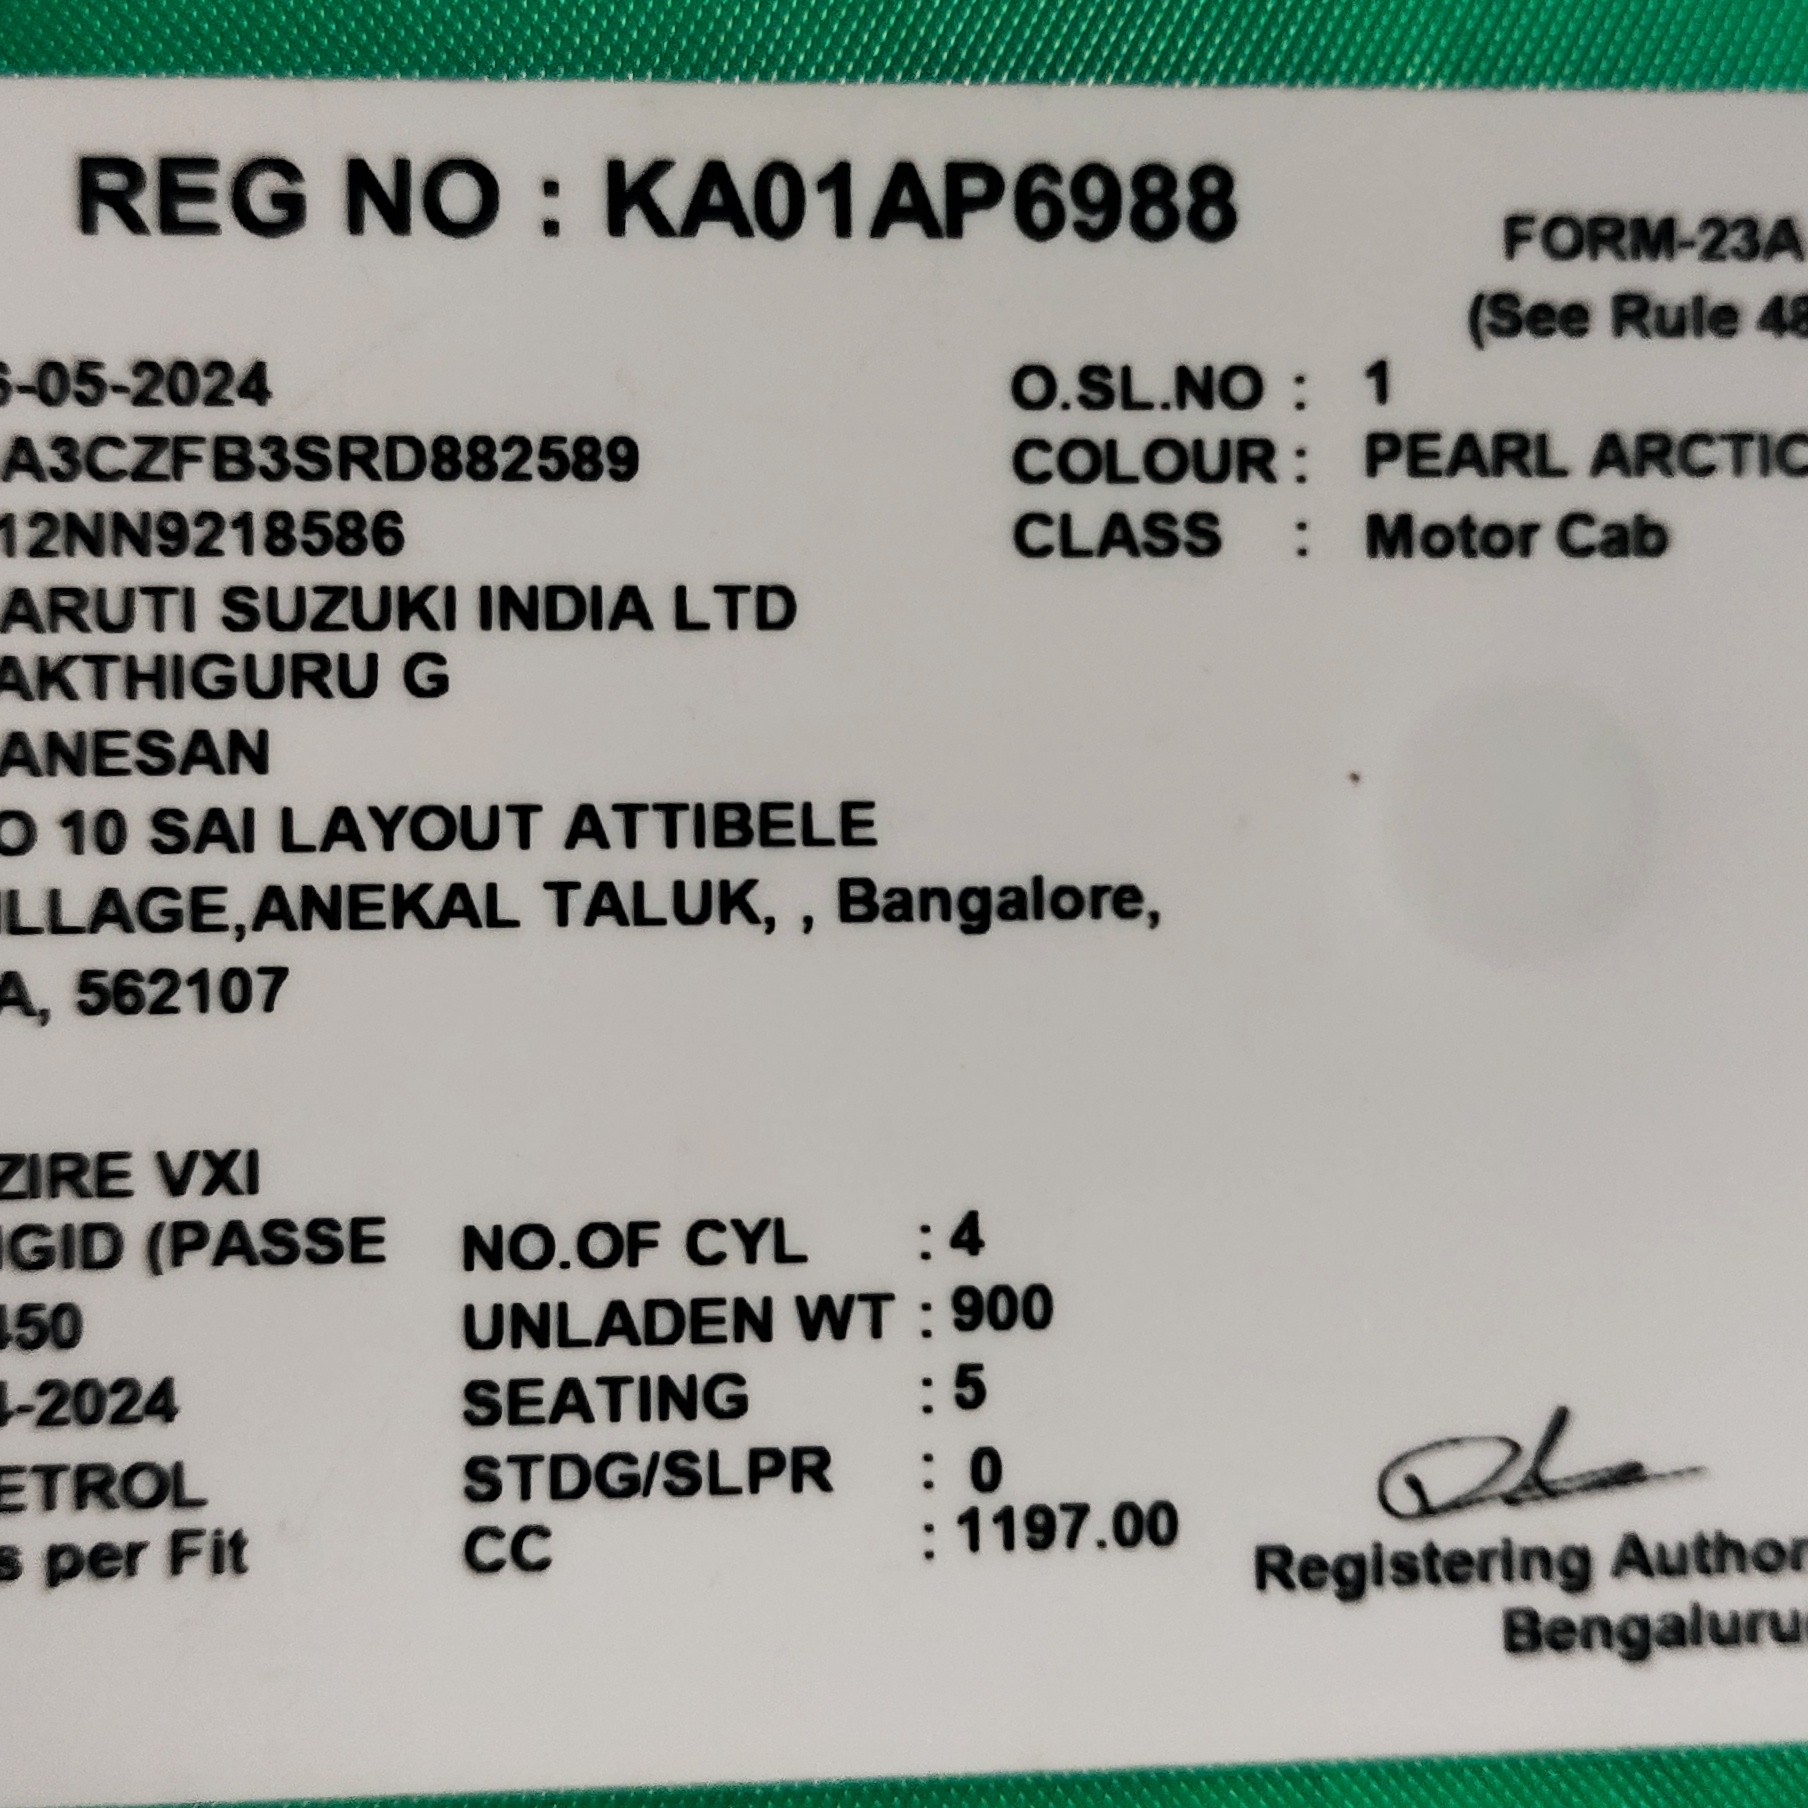 REG NO : KA01AP6988
FORM-23A
(See Rule 48
6-05-2024 O.SL.NO : 1
A3CZFB3SRD882589 COLOUR : PEARL ARCTIC
12NN9218586 CLASS : Motor Cab
ARUTI SUZUKI INDIA LTD
AKTHIGURU G
ANESAN
O 10 SAI LAYOUT ATTIBELE
ILLAGE,ANEKAL TALUK, , Bangalore,
A, 562107
ZIRE VXI
IGID (PASSE NO.OF CYL : 4
450 UNLADEN WT : 900
4-2024 SEATING : 5
ETROL STDG/SLPR : 0
s per Fit CC : 1197.00
Registering Author
Bengaluru